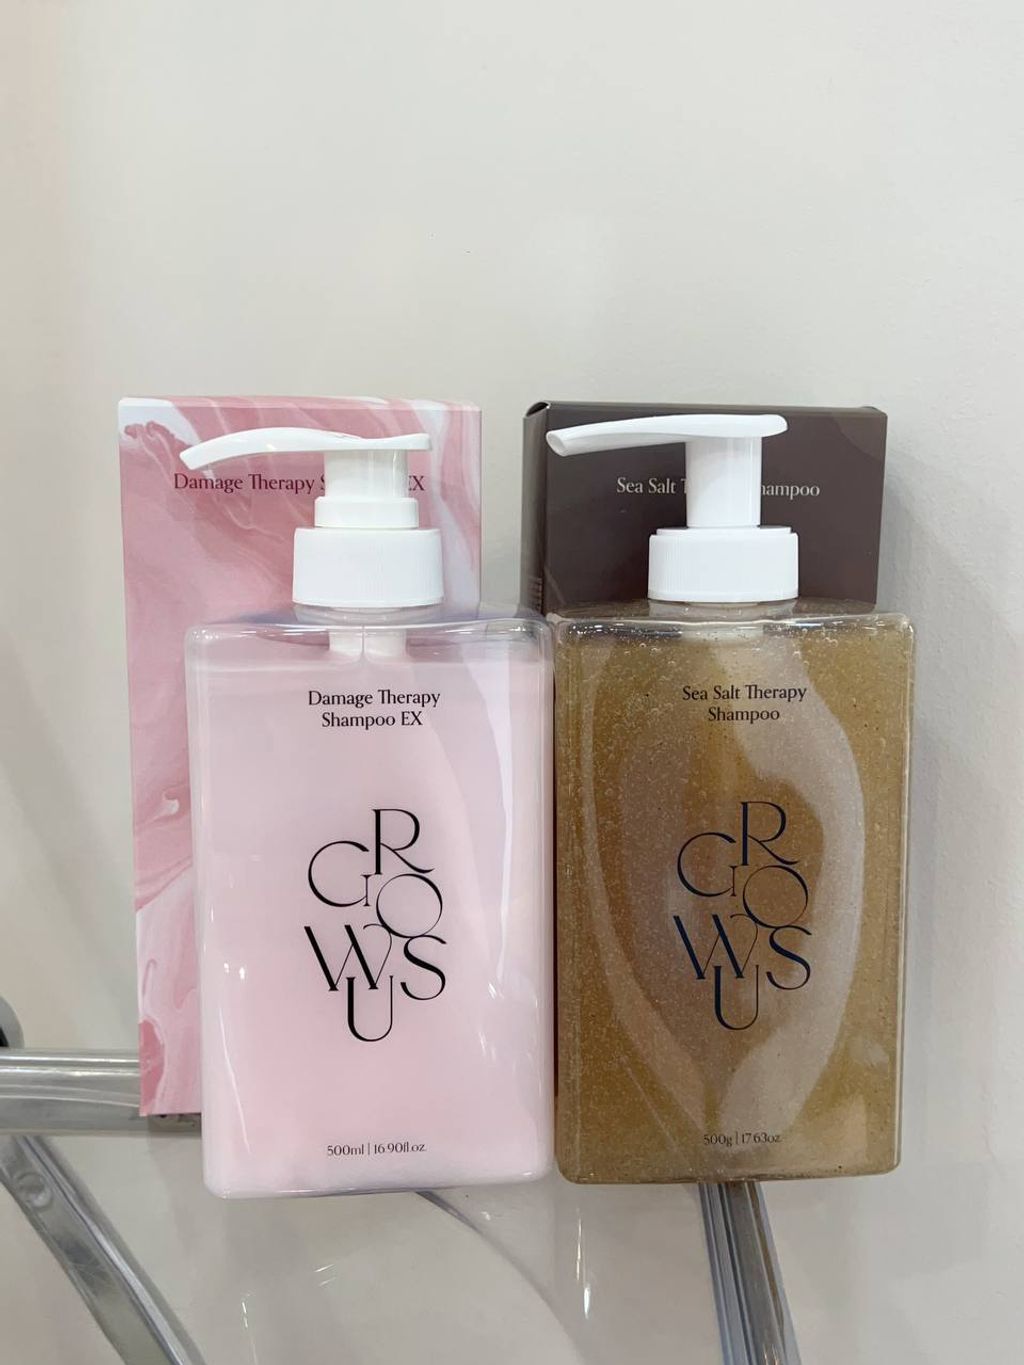 Damage Therapy S EX
Sea Salt T hampoo
Damage Therapy
Shampoo EX
GROWUS
500ml | 16.90fl.oz.
Sea Salt Therapy
Shampoo
GROWUS
500g | 17.63oz